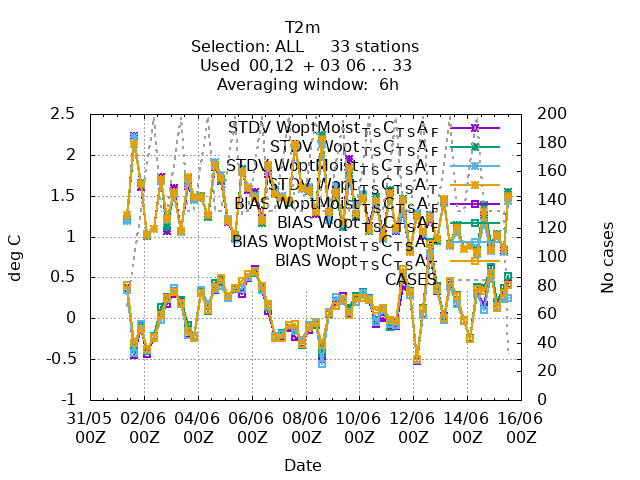 T2m
Selection: ALL 33 stations
Used 00,12 + 03 06 ... 33
Averaging window: 6h
2.5
2
1.5
1
0.5
0
-0.5
-1
deg C
200
180
160
140
120
100
80
60
40
20
0
No cases
STDV WoptMoist_TS C_TS A_F
STDV Wopt_TS C_TS A_F
STDV WoptMoist_TS C_TS A_T
STDV Wopt_TS C_TS A_T
BIAS WoptMoist_TS C_TS A_F
BIAS Wopt_TS C_TS A_F
BIAS WoptMoist_TS C_TS A_T
BIAS Wopt_TS C_TS A_T
CASES
31/05 02/06 04/06 06/06 08/06 10/06 12/06 14/06 16/06
00Z 00Z 00Z 00Z 00Z 00Z 00Z 00Z 00Z
Date